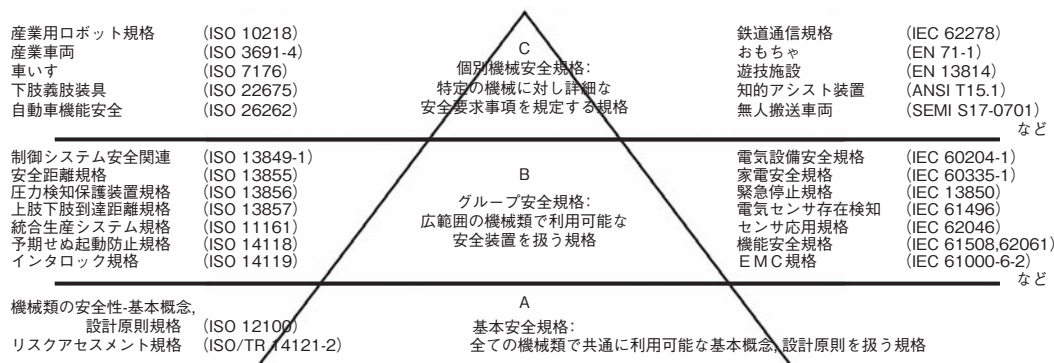 産業用ロボット規格 (ISO 10218)
産業車両 (ISO 3691-4)
車いす (ISO 7176)
下肢義肢装具 (ISO 22675)
自動車機能安全 (ISO 26262)
C
個別機械安全規格:
特定の機械に対し詳細な
安全要求事項を規定する規格
鉄道通信規格 (IEC 62278)
おもちゃ (EN 71-1)
遊技施設 (EN 13814)
知的アシスト装置 (ANSI T15.1)
無人搬送車両 (SEMI S17-0701)
など
制御システム安全関連 (ISO 13849-1)
安全距離規格 (ISO 13855)
圧力検知保護装置規格 (ISO 13856)
上肢下肢到達距離規格 (ISO 13857)
統合生産システム規格 (ISO 11161)
予期せぬ起動防止規格 (ISO 14118)
インタロック規格 (ISO 14119)
B
グループ安全規格:
広範囲の機械類で利用可能な
安全装置を扱う規格
電気設備安全規格 (IEC 60204-1)
家電安全規格 (IEC 60335-1)
緊急停止規格 (IEC 13850)
電気センサ存在検知 (IEC 61496)
センサ応用規格 (IEC 62046)
機能安全規格 (IEC 61508,62061)
EMC規格 (IEC 61000-6-2)
など
機械類の安全性-基本概念,
設計原則規格 (ISO 12100)
リスクアセスメント規格 (ISO/TR 14121-2)
A
基本安全規格:
全ての機械類で共通に利用可能な基本概念, 設計原則を扱う規格